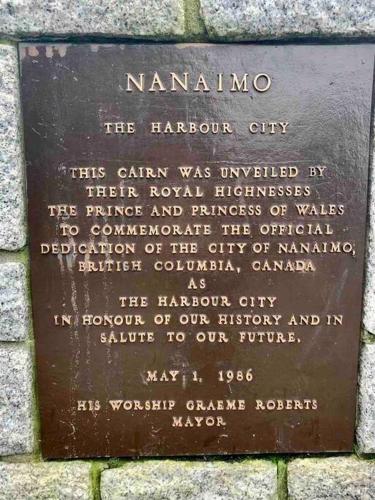 NANAIMO
THE HARBOUR CITY
THIS CAIRN WAS UNVEILED BY
THEIR ROYAL HIGHNESSES
THE PRINCE AND PRINCESS OF WALES
TO COMMEMORATE THE OFFICIAL
DEDICATION OF THE CITY OF NANAIMO,
BRITISH COLUMBIA, CANADA
AS
THE HARBOUR CITY
IN HONOUR OF OUR HISTORY AND IN
SALUTE TO OUR FUTURE.
MAY 1, 1986
HIS WORSHIP GRAEME ROBERTS
MAYOR